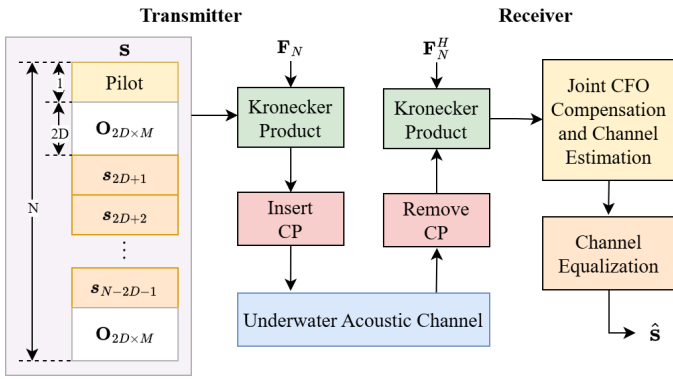 Transmitter
Receiver
s
1
Pilot
2D
O_{2D×M}
N
s_{2D+1}
s_{2D+2}
⋮
s_{N−2D−1}
O_{2D×M}
F_N
Kronecker
Product
Insert
CP
Underwater Acoustic Channel
F_N^H
Kronecker
Product
Remove
CP
Joint CFO
Compensation
and Channel
Estimation
Channel
Equalization
ŝ